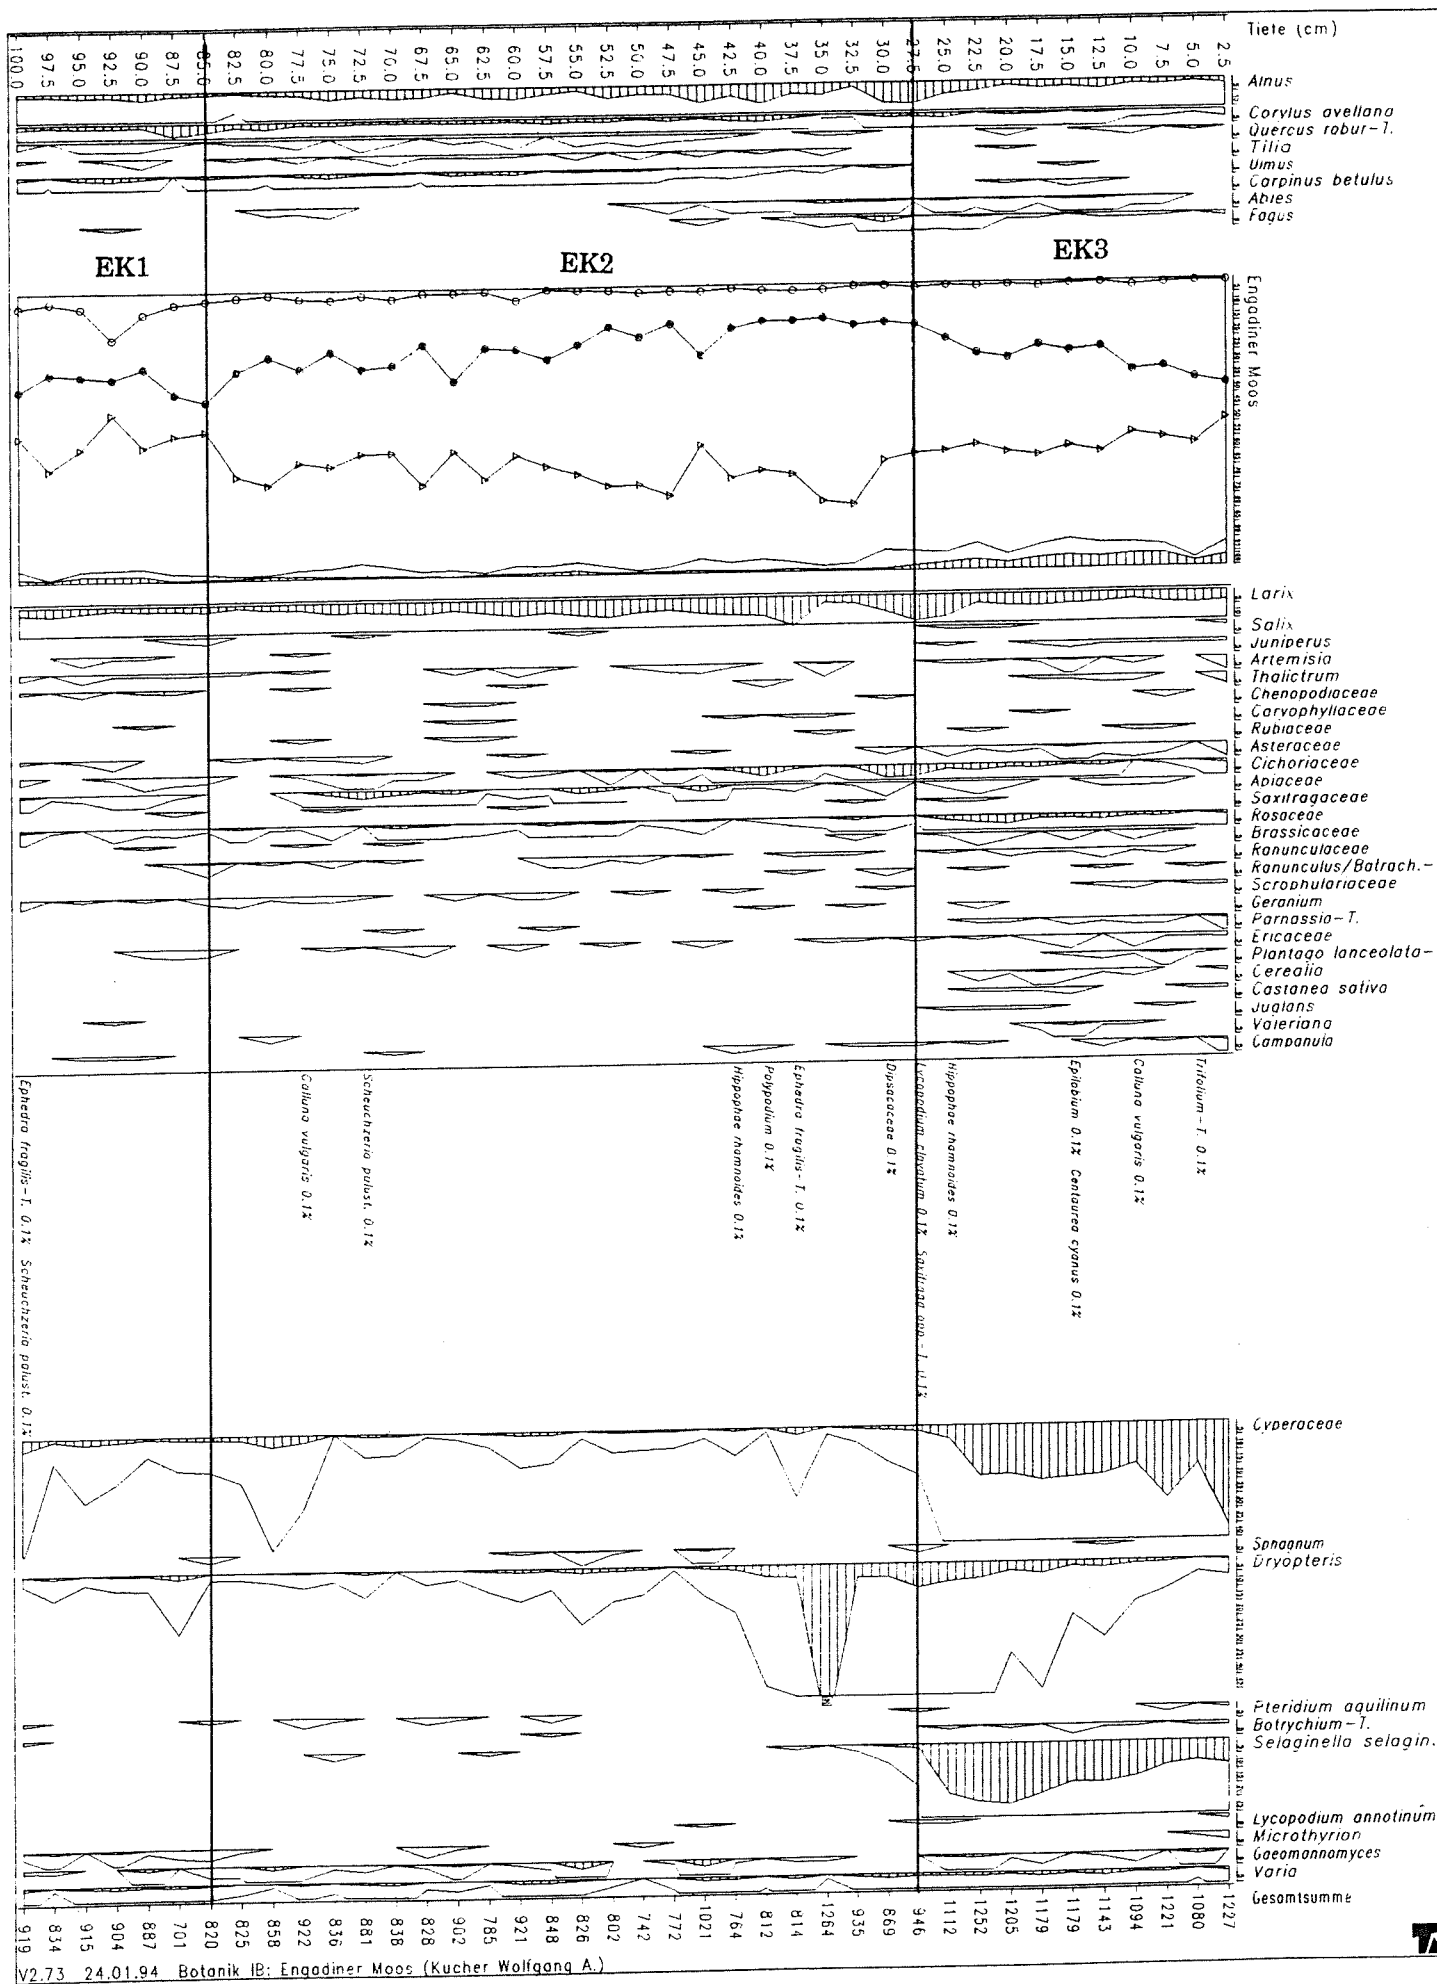 Tiefe (cm)
100.0 97.5 95.0 92.5 90.0 87.5 85.0 82.5 80.0 77.5 75.0 72.5 70.0 67.5 65.0 62.5 60.0 57.5 55.0 52.5 50.0 47.5 45.0 42.5 40.0 37.5 35.0 32.5 30.0 27.5 25.0 22.5 20.0 17.5 15.0 12.5 10.0 7.5 5.0 2.5
Alnus
Corylus avellana
Quercus robur-T.
Tilia
Ulmus
Carpinus betulus
Abies
Fagus
EK1 EK2 EK3
Engadiner Moos
Larix
Salix
Juniperus
Artemisia
Thalictrum
Chenopodiaceae
Caryophyllaceae
Rubiaceae
Asteraceae
Cichoriaceae
Apiaceae
Saxifragaceae
Rosaceae
Brassicaceae
Ranunculaceae
Ranunculus/Batrach.-
Scrophulariaceae
Geranium
Parnassia-T.
Ericaceae
Plantago lanceolata-
Cerealia
Castanea sativa
Juglans
Valeriana
Campanula
Ephedra fragilis-T. 0.1% Scheuchzeria palust. 0.1%
Calluna vulgaris 0.1%
Scheuchzeria palust. 0.1%
Hippophae rhamnoides 0.1%
Polypodium 0.1%
Ephedra fragilis-T. 0.1%
Dipsacaceae 0.1%
Lycopodium clavatum 0.1% Saxifraga opp.-T. 0.1%
Hippophae rhamnoides 0.1%
Epilobium 0.1% Centaurea cyanus 0.1%
Calluna vulgaris 0.1%
Trifolium-T. 0.1%
Cyperaceae
Sphagnum
Dryopteris
Pteridium aquilinum
Botrychium-T.
Selaginella selagin.
Lycopodium annotinum
Microthyrion
Gaeomannomyces
Varia
Gesamtsumme
919 834 915 904 887 701 820 825 858 922 836 881 838 828 902 785 921 848 826 802 742 772 1021 764 812 814 1264 935 869 946 1112 1252 1205 1179 1179 1143 1094 1221 1080 1227
V2.73 24.01.94 Botanik IB: Engadiner Moos (Kucher Wolfgang A.)